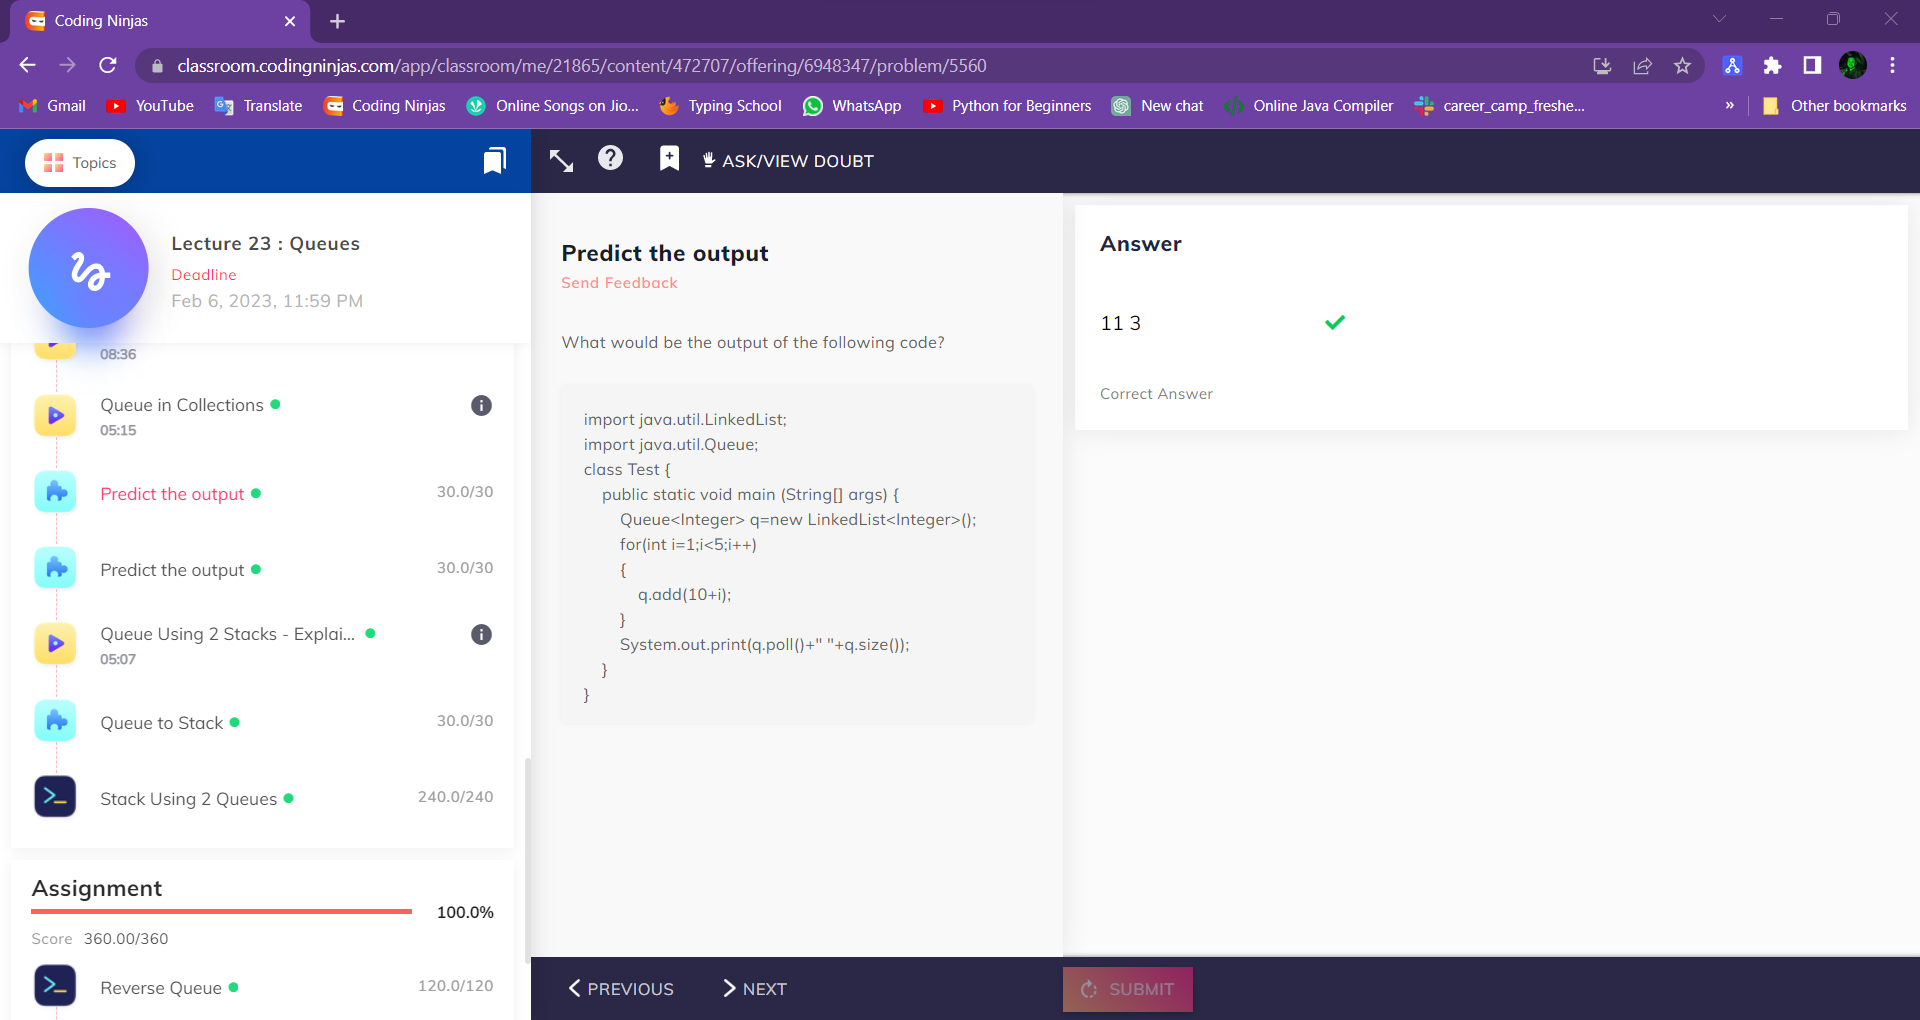 Coding Ninjas
classroom.codingninjas.com/app/classroom/me/21865/content/472707/offering/6948347/problem/5560
Gmail
YouTube
Translate
Coding Ninjas
Online Songs on Jio...
Typing School
WhatsApp
Python for Beginners
New chat
Online Java Compiler
career_camp_freshe...
»
Other bookmarks
Topics
ASK/VIEW DOUBT
Lecture 23 : Queues
Deadline
Feb 6, 2023, 11:59 PM
08:36
Queue in Collections
05:15
Predict the output
30.0/30
Predict the output
30.0/30
Queue Using 2 Stacks - Explai...
05:07
Queue to Stack
30.0/30
Stack Using 2 Queues
240.0/240
Assignment
100.0%
Score 360.00/360
Reverse Queue
120.0/120
Predict the output
Send Feedback
What would be the output of the following code?
import java.util.LinkedList;
import java.util.Queue;
class Test {
public static void main (String[] args) {
Queue<Integer> q=new LinkedList<Integer>();
for(int i=1;i<5;i++)
{
q.add(10+i);
}
System.out.print(q.poll()+" "+q.size());
}
}
Answer
11 3
Correct Answer
PREVIOUS
NEXT
SUBMIT